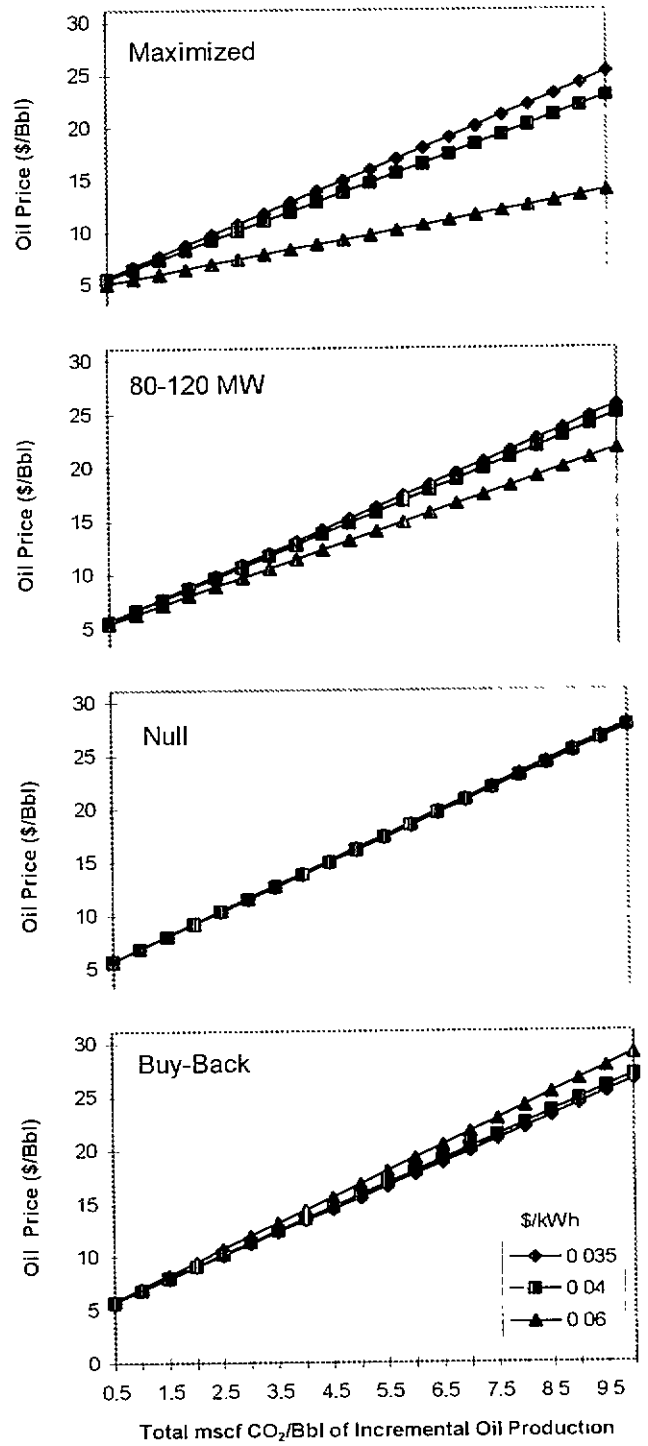 30
Maximized
25
20
15
10
5
Oil Price ($/Bbl)
30
80-120 MW
25
20
15
10
5
Oil Price ($/Bbl)
30
Null
25
20
15
10
5
Oil Price ($/Bbl)
30
Buy-Back
25
20
15
10
5
0
Oil Price ($/Bbl)
$/kWh
0 035
0 04
0 06
0.5 1.5 2.5 3.5 4.5 5.5 6.5 7.5 8 5 9 5
Total mscf CO₂/Bbl of Incremental Oil Production